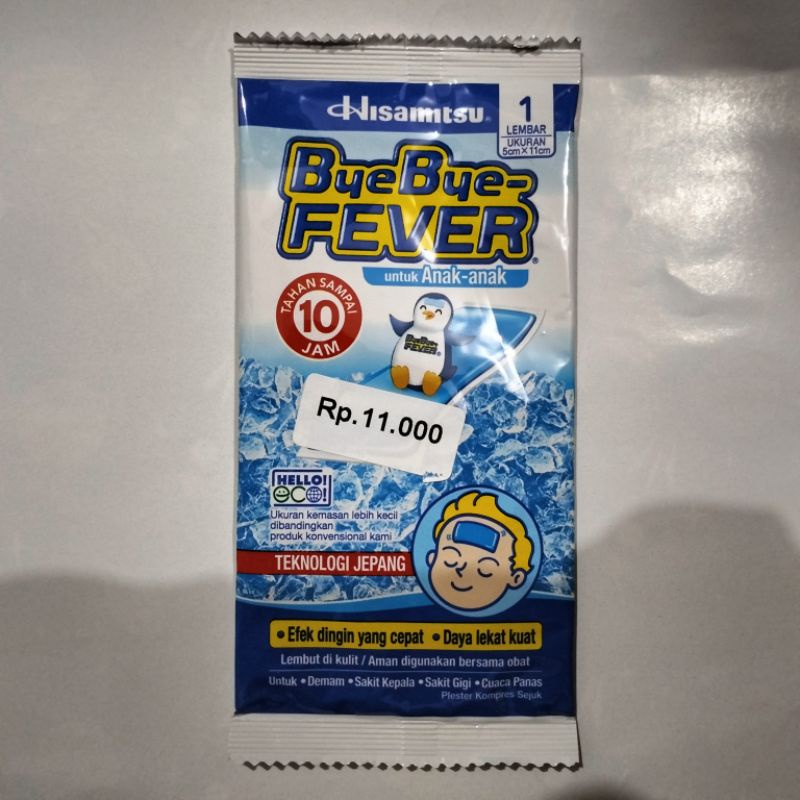 Hisamitsu
1
LEMBAR
UKURAN
5cm × 11cm
ByeBye-
FEVER®
untuk Anak-anak
TAHAN SAMPAI
10
JAM
ByeBye-
FEVER®
Rp.11.000
HELLO!
eco!
Ukuran kemasan lebih kecil
dibandingkan
produk konvensional kami
TEKNOLOGI JEPANG
• Efek dingin yang cepat • Daya lekat kuat
Lembut di kulit / Aman digunakan bersama obat
Untuk • Demam • Sakit Kepala • Sakit Gigi • Cuaca Panas
Plester Kompres Sejuk